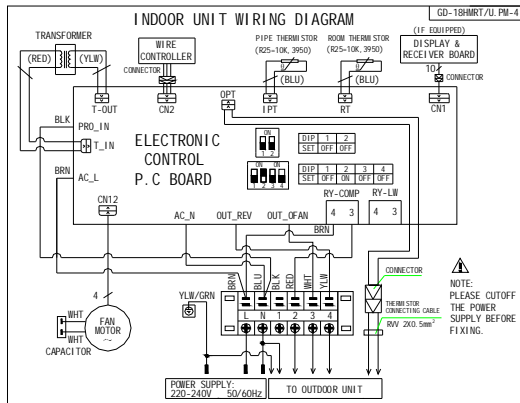 INDOOR UNIT WIRING DIAGRAM
GD-18HMRT/U.PM-4
TRANSFORMER
(RED)
(YLW)
WIRE
CONTROLLER
CONNECTOR
PIPE THERMISTOR
(R25=10K,3950)
θ
(BLU)
ROOM THERMISTOR
(R25=10K,3950)
θ
(BLU)
(IF EQUIPPED)
DISPLAY &
RECEIVER BOARD
10
CONNECTOR
T-OUT
CN2
OPT
IPT
RT
CN1
BLK
PRO_IN
T_IN
BRN
AC_L
CN12
ELECTRONIC
CONTROL
P.C BOARD
ON
1 2
DIP 1 2
SET OFF OFF
ON ON
1 2 3 4
DIP 1 2 3 4
SET OFF ON OFF OFF
RY-COMP
4 3
RY-LW
4 3
AC_N
OUT_REV
OUT_OFAN
BRN
BRN
BLU
BLK
RED
WHT
YLW
L N 1 2 3 4
YLW/GRN
4
WHT
WHT
FAN
MOTOR
~
CAPACITOR
CONNECTOR
THERMISTOR
CONNECTING CABLE
RVV 2X0.5mm²
NOTE:
PLEASE CUTOFF
THE POWER
SUPPLY BEFORE
FIXING.
POWER SUPPLY:
220-240V 50/60Hz
TO OUTDOOR UNIT